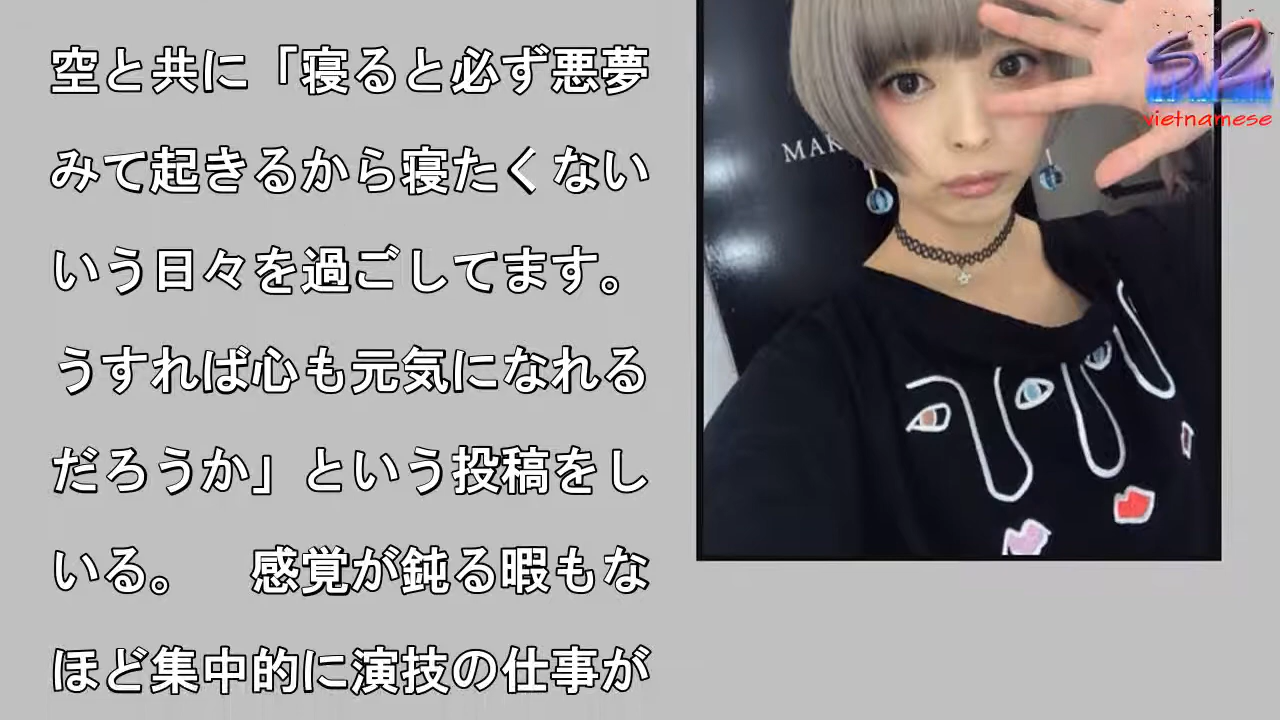 空と共に「寝ると必ず悪夢
みて起きるから寝たくない
いう日々を過ごしてます。
うすれば心も元気になれる
だろうか」という投稿をし
いる。　感覚が鈍る暇もな
ほど集中的に演技の仕事が
MAK
S2
vietnamese